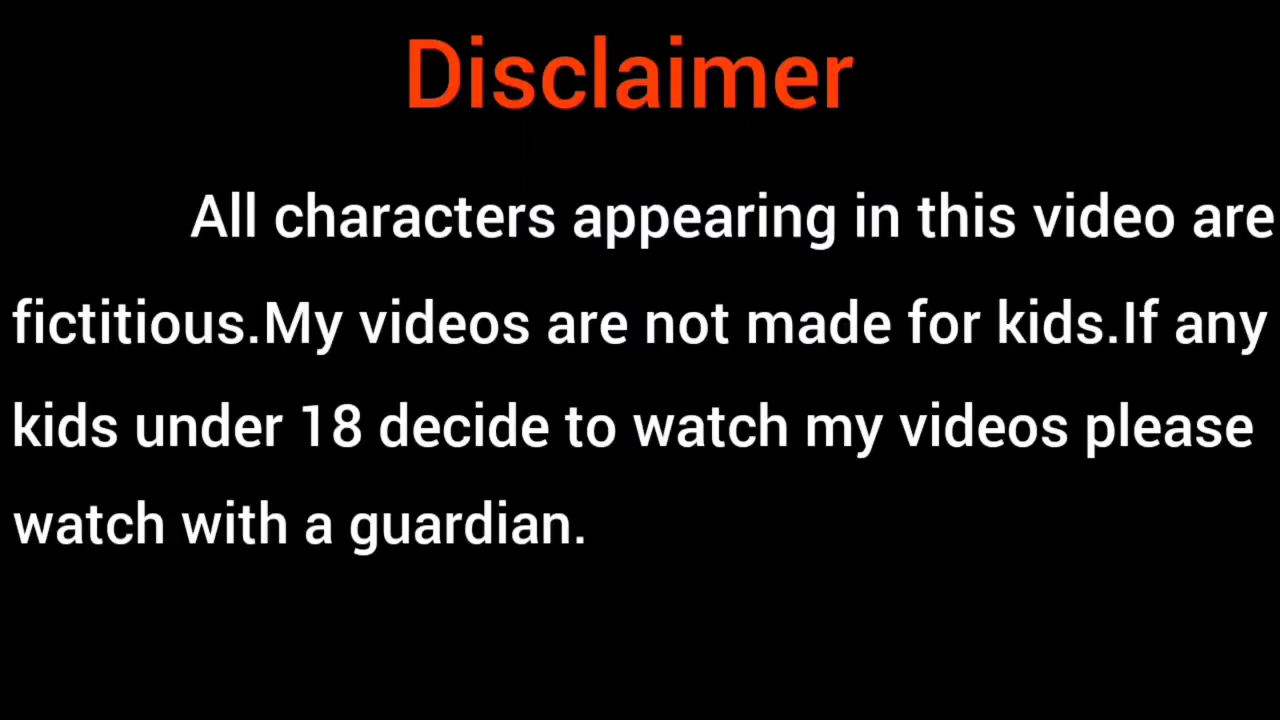 Disclaimer
All characters appearing in this video are
fictitious.My videos are not made for kids.If any
kids under 18 decide to watch my videos please
watch with a guardian.